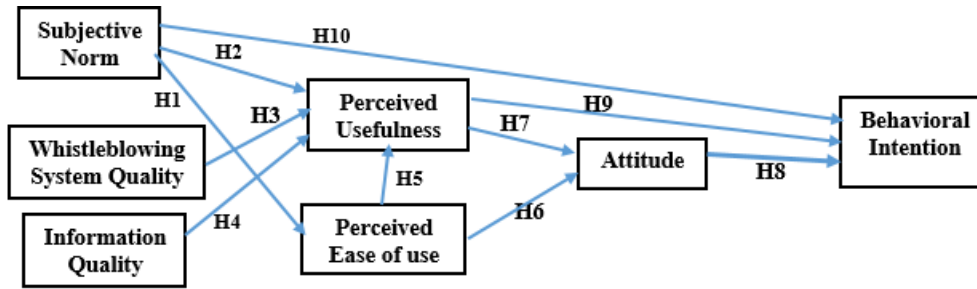 Subjective
Norm
H10
H2
H1
H3
Perceived
Usefulness
H9
H7
Behavioral
Intention
Whistleblowing
System Quality
Attitude
H8
H5
H4
H6
Information
Quality
Perceived
Ease of use